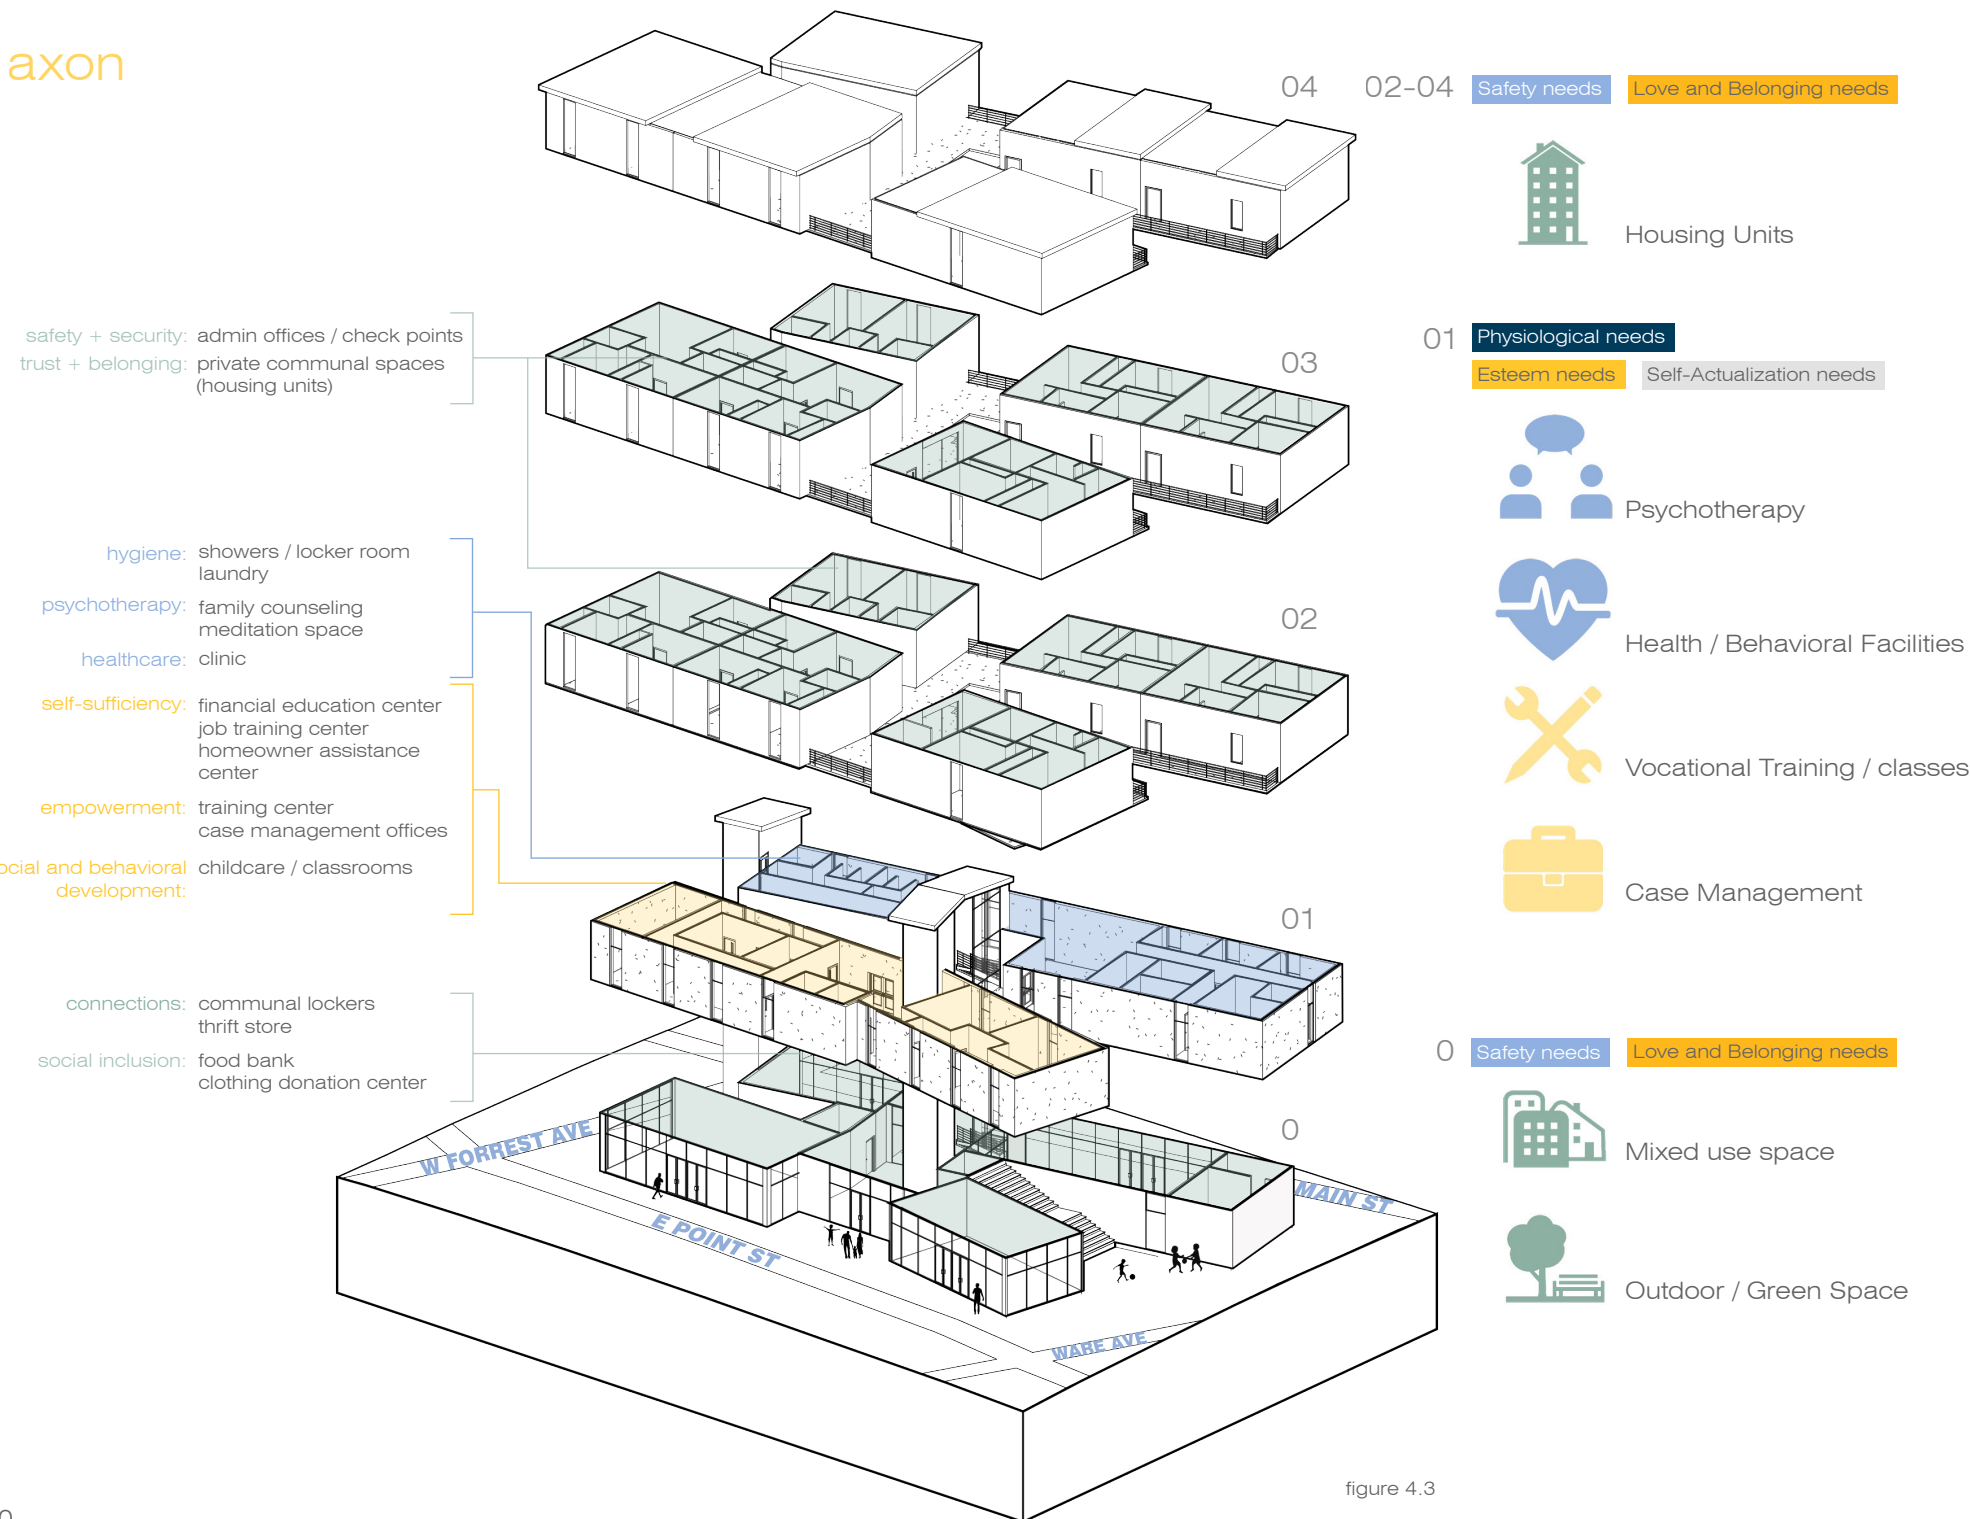 axon
safety + security: admin offices / check points
trust + belonging: private communal spaces
(housing units)
hygiene: showers / locker room
laundry
psychotherapy: family counseling
meditation space
healthcare: clinic
self-sufficiency: financial education center
job training center
homeowner assistance
center
empowerment: training center
case management offices
ocial and behavioral childcare / classrooms
development:
connections: communal lockers
thrift store
social inclusion: food bank
clothing donation center
04
03
02
01
0
W FORREST AVE
E POINT ST
MAIN ST
WARE AVE
02-04 Safety needs Love and Belonging needs
Housing Units
01 Physiological needs
Esteem needs Self-Actualization needs
Psychotherapy
Health / Behavioral Facilities
Vocational Training / classes
Case Management
0 Safety needs Love and Belonging needs
Mixed use space
Outdoor / Green Space
figure 4.3